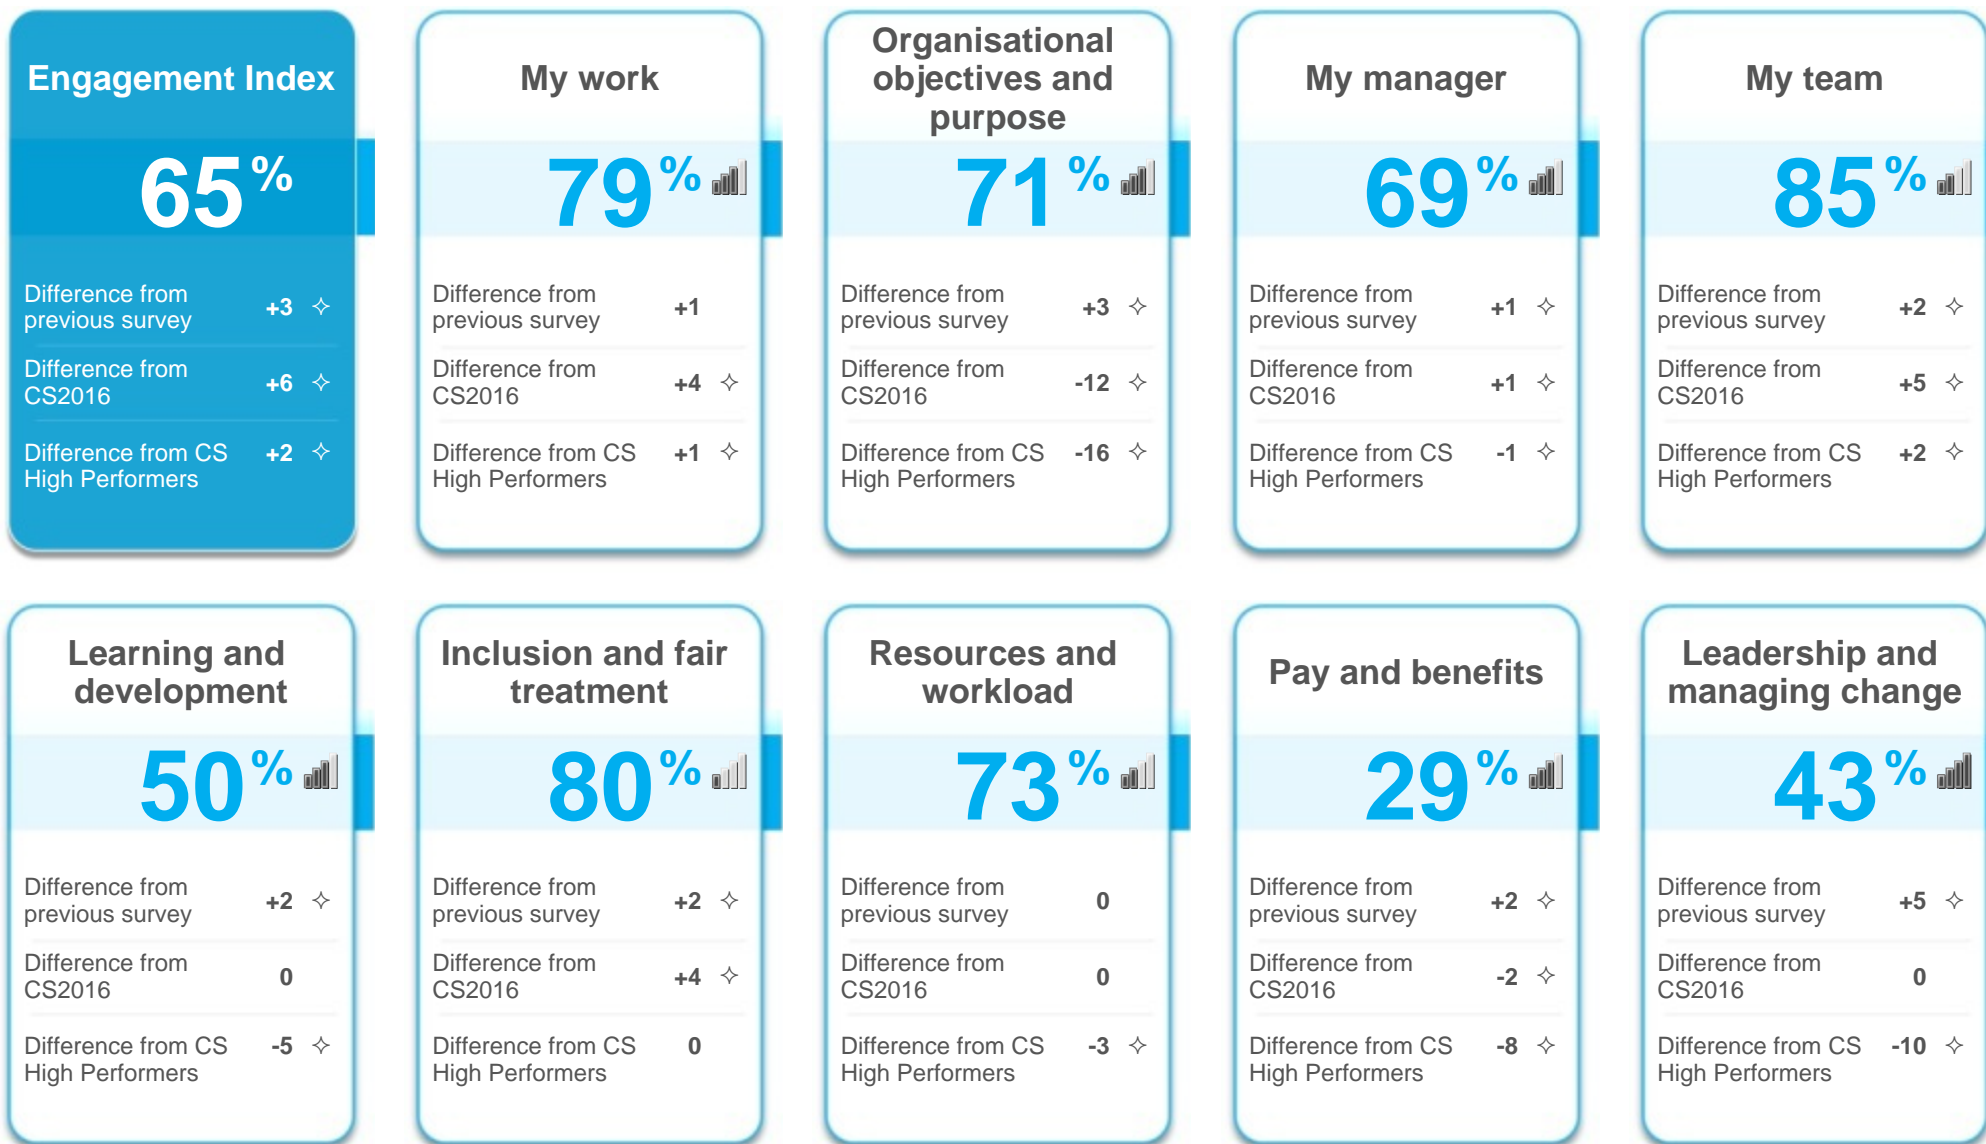 Engagement Index
65%
Difference from
previous survey +3 ✧
Difference from
CS2016 +6 ✧
Difference from CS
High Performers +2 ✧
My work
79%
Difference from
previous survey +1
Difference from
CS2016 +4 ✧
Difference from CS
High Performers +1 ✧
Organisational
objectives and
purpose
71%
Difference from
previous survey +3 ✧
Difference from
CS2016 -12 ✧
Difference from CS
High Performers -16 ✧
My manager
69%
Difference from
previous survey +1 ✧
Difference from
CS2016 +1 ✧
Difference from CS
High Performers -1 ✧
My team
85%
Difference from
previous survey +2 ✧
Difference from
CS2016 +5 ✧
Difference from CS
High Performers +2 ✧
Learning and
development
50%
Difference from
previous survey +2 ✧
Difference from
CS2016 0
Difference from CS
High Performers -5 ✧
Inclusion and fair
treatment
80%
Difference from
previous survey +2 ✧
Difference from
CS2016 +4 ✧
Difference from CS
High Performers 0
Resources and
workload
73%
Difference from
previous survey 0
Difference from
CS2016 0
Difference from CS
High Performers -3 ✧
Pay and benefits
29%
Difference from
previous survey +2 ✧
Difference from
CS2016 -2 ✧
Difference from CS
High Performers -8 ✧
Leadership and
managing change
43%
Difference from
previous survey +5 ✧
Difference from
CS2016 0
Difference from CS
High Performers -10 ✧